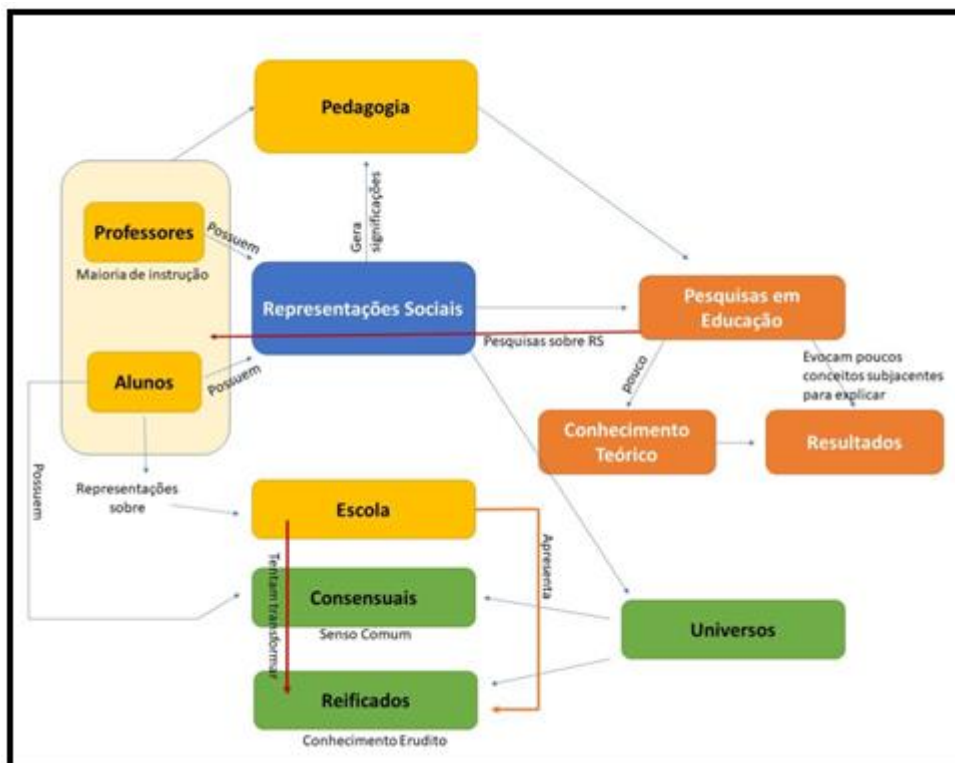 Pedagogia
Gera
significações
Professores
Possuem
Maioria de instrução
Representações Sociais
Pesquisas em
Educação
Pesquisas sobre RS
Alunos
Possuem
pouco
Evocam poucos
conceitos subjacentes
para explicar
Conhecimento
Teórico
Resultados
Possuem
Representações
sobre
Escola
Apresenta
Tentam transformar
Consensuais
Senso Comum
Universos
Reificados
Conhecimento Erudito